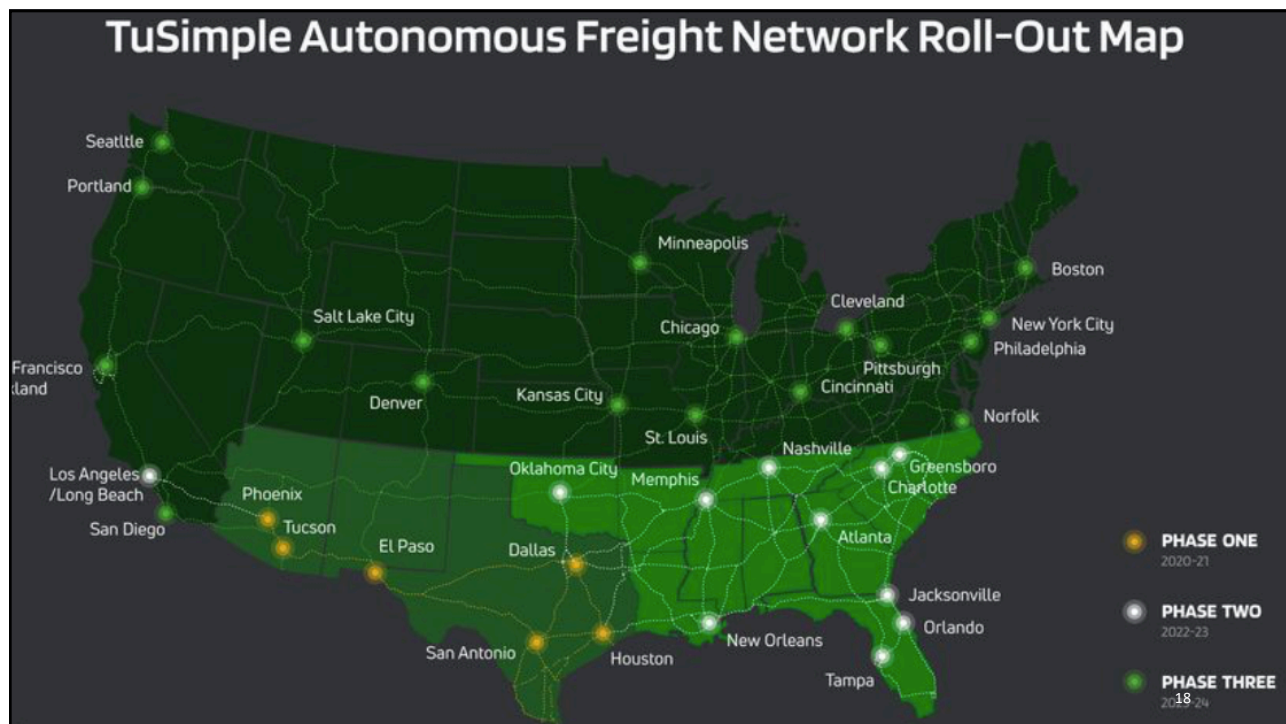 TuSimple Autonomous Freight Network Roll-Out Map
Seatltle
Portland
Minneapolis
Boston
Salt Lake City
Cleveland
Chicago
New York City
Philadelphia
Pittsburgh
Francisco
kland
Denver
Kansas City
Cincinnati
St. Louis
Norfolk
Nashville
Los Angeles
/Long Beach
Oklahoma City
Memphis
Greensboro
Charlotte
Phoenix
San Diego
Tucson
El Paso
Dallas
Atlanta
Jacksonville
Orlando
New Orleans
San Antonio
Houston
Tampa
PHASE ONE
2020-21
PHASE TWO
2022-23
PHASE THREE
18